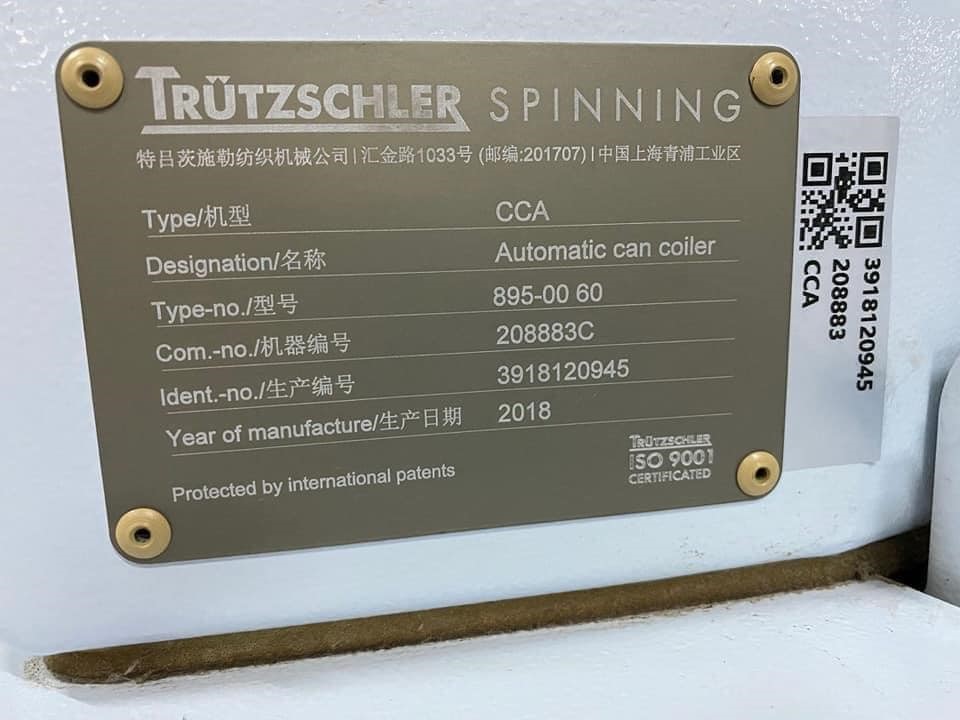 TRÜTZSCHLER SPINNING
特吕茨施勒纺织机械公司 | 汇金路1033号 (邮编:201707) | 中国上海青浦工业区
Type/机型 CCA
Designation/名称 Automatic can coiler
Type-no./型号 895-00 60
Com.-no./机器编号 208883C
Ident.-no./生产编号 3918120945
Year of manufacture/生产日期 2018
Protected by international patents
TRÜTZSCHLER
ISO 9001
CERTIFICATED
3918120945
208883
CCA